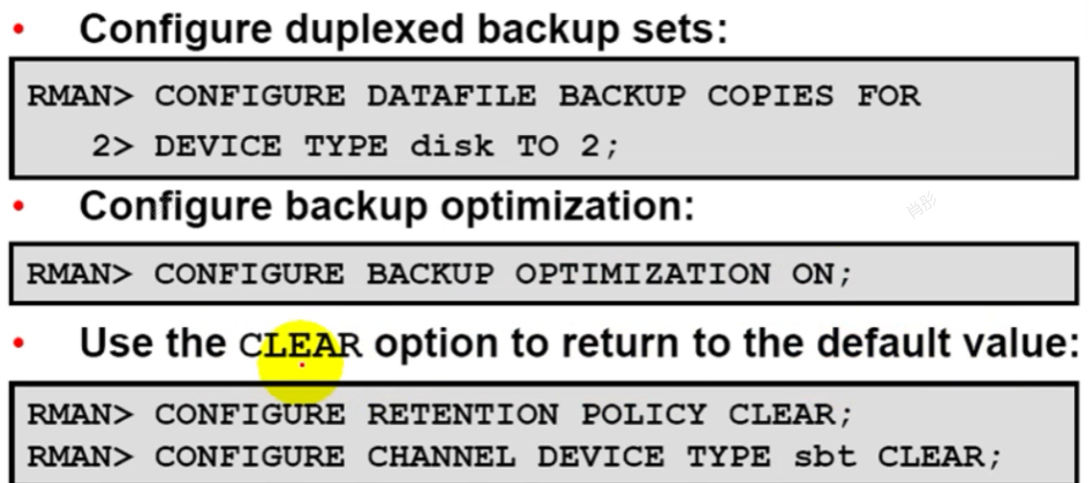 • Configure duplexed backup sets:
RMAN> CONFIGURE DATAFILE BACKUP COPIES FOR
2> DEVICE TYPE disk TO 2;
• Configure backup optimization:
肖彤
RMAN> CONFIGURE BACKUP OPTIMIZATION ON;
• Use the CLEAR option to return to the default value:
RMAN> CONFIGURE RETENTION POLICY CLEAR;
RMAN> CONFIGURE CHANNEL DEVICE TYPE sbt CLEAR;